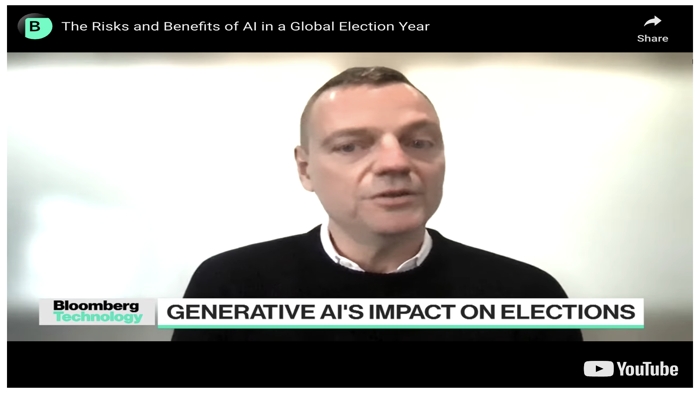 B The Risks and Benefits of AI in a Global Election Year
Share
Bloomberg
Technology
GENERATIVE AI'S IMPACT ON ELECTIONS
YouTube